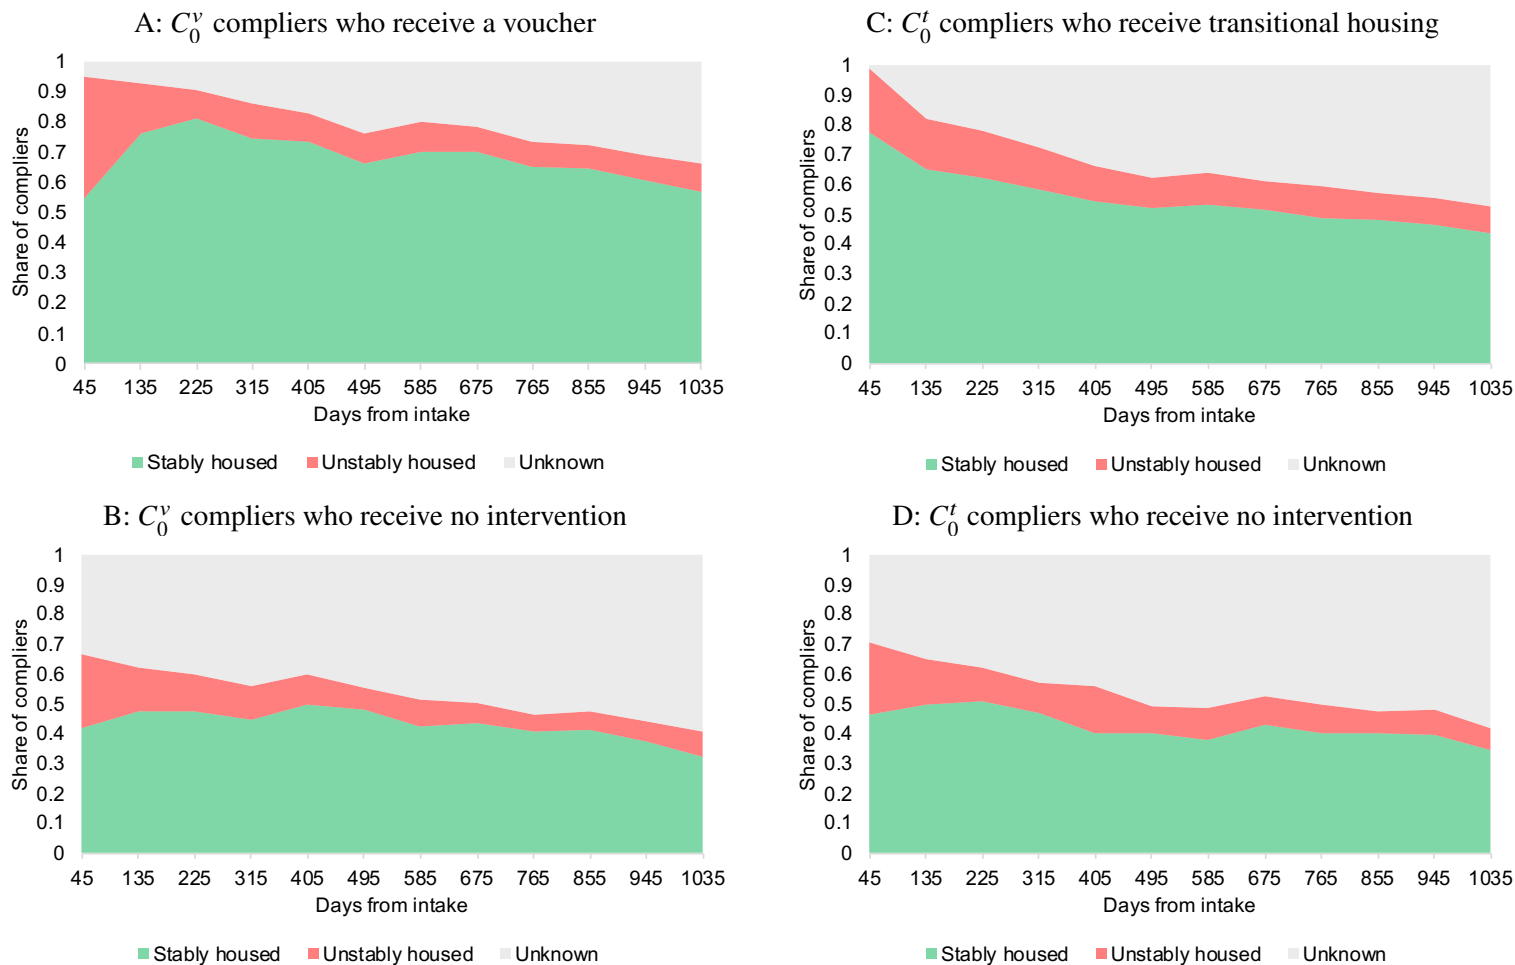 A: C₀ᵛ compliers who receive a voucher
Share of compliers
1
0.9
0.8
0.7
0.6
0.5
0.4
0.3
0.2
0.1
0
45 135 225 315 405 495 585 675 765 855 945 1035
Days from intake
Stably housed Unstably housed Unknown
C: C₀ᵗ compliers who receive transitional housing
Share of compliers
1
0.9
0.8
0.7
0.6
0.5
0.4
0.3
0.2
0.1
0
45 135 225 315 405 495 585 675 765 855 945 1035
Days from intake
Stably housed Unstably housed Unknown
B: C₀ᵛ compliers who receive no intervention
Share of compliers
1
0.9
0.8
0.7
0.6
0.5
0.4
0.3
0.2
0.1
0
45 135 225 315 405 495 585 675 765 855 945 1035
Days from intake
Stably housed Unstably housed Unknown
D: C₀ᵗ compliers who receive no intervention
Share of compliers
1
0.9
0.8
0.7
0.6
0.5
0.4
0.3
0.2
0.1
0
45 135 225 315 405 495 585 675 765 855 945 1035
Days from intake
Stably housed Unstably housed Unknown